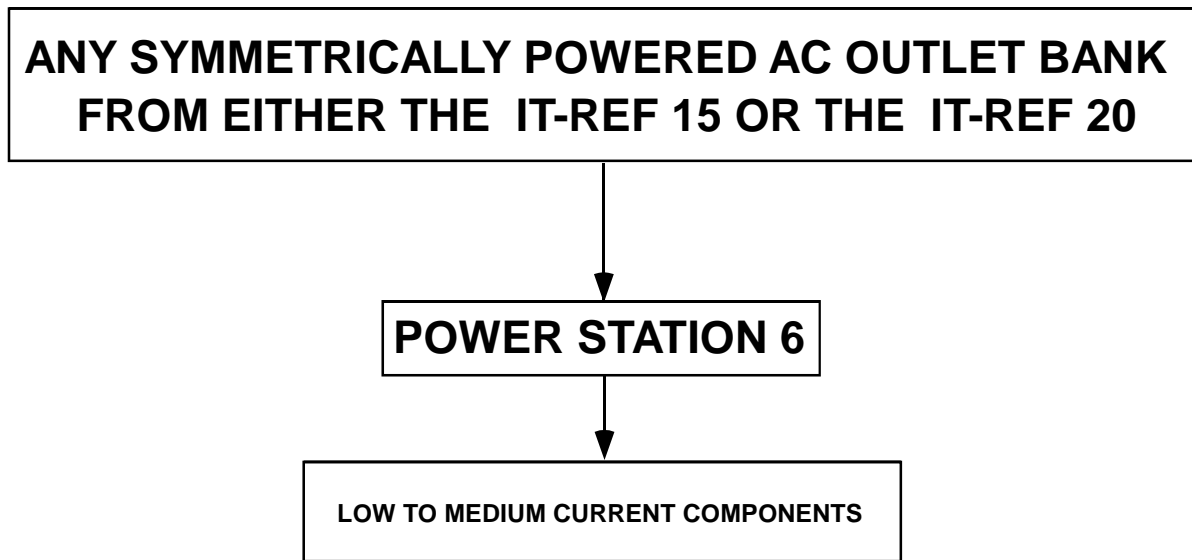 ANY SYMMETRICALLY POWERED AC OUTLET BANK
FROM EITHER THE IT-REF 15 OR THE IT-REF 20
POWER STATION 6
LOW TO MEDIUM CURRENT COMPONENTS